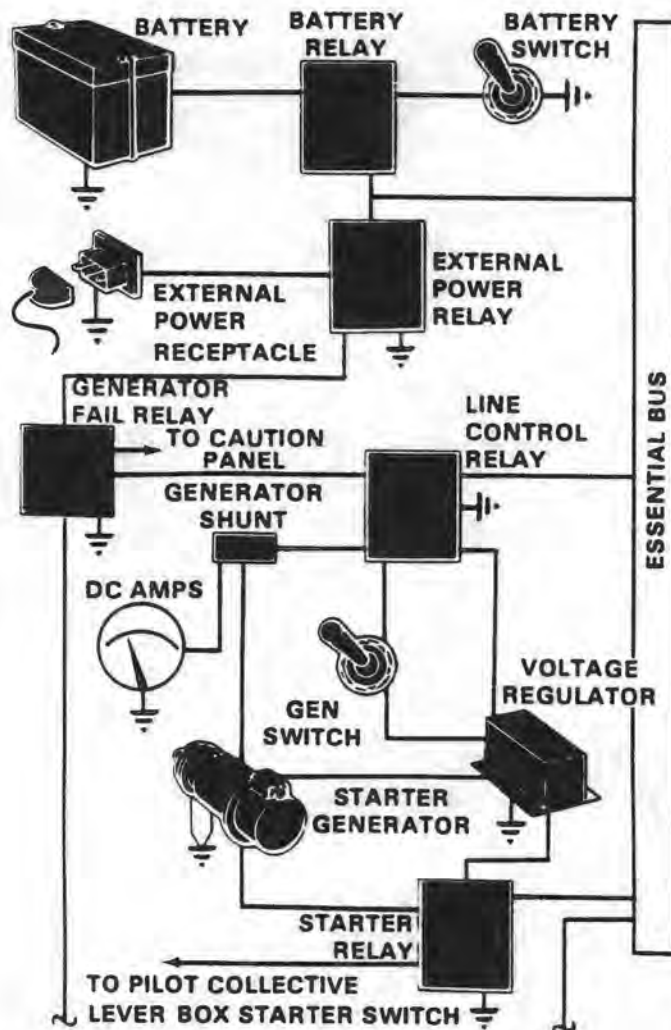 BATTERY
BATTERY
RELAY
BATTERY
SWITCH
EXTERNAL
POWER
RECEPTACLE
EXTERNAL
POWER
RELAY
GENERATOR
FAIL RELAY
TO CAUTION
PANEL
LINE
CONTROL
RELAY
GENERATOR
SHUNT
DC AMPS
GEN
SWITCH
VOLTAGE
REGULATOR
STARTER
GENERATOR
STARTER
RELAY
TO PILOT COLLECTIVE
LEVER BOX STARTER SWITCH
ESSENTIAL BUS